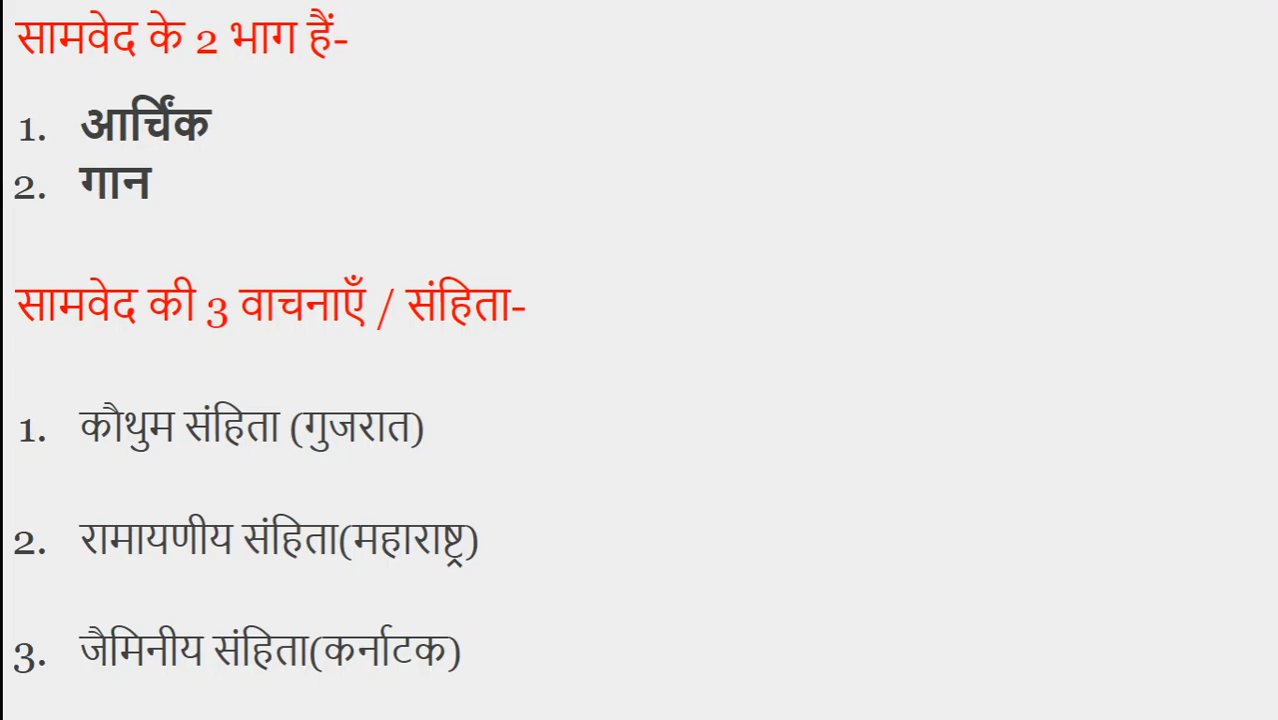 सामवेद के 2 भाग हैं-
1. आर्चिंक
2. गान
सामवेद की 3 वाचनाएँ / संहिता-
1. कौथुम संहिता (गुजरात)
2. रामायणीय संहिता(महाराष्ट्र)
3. जैमिनीय संहिता(कर्नाटक)